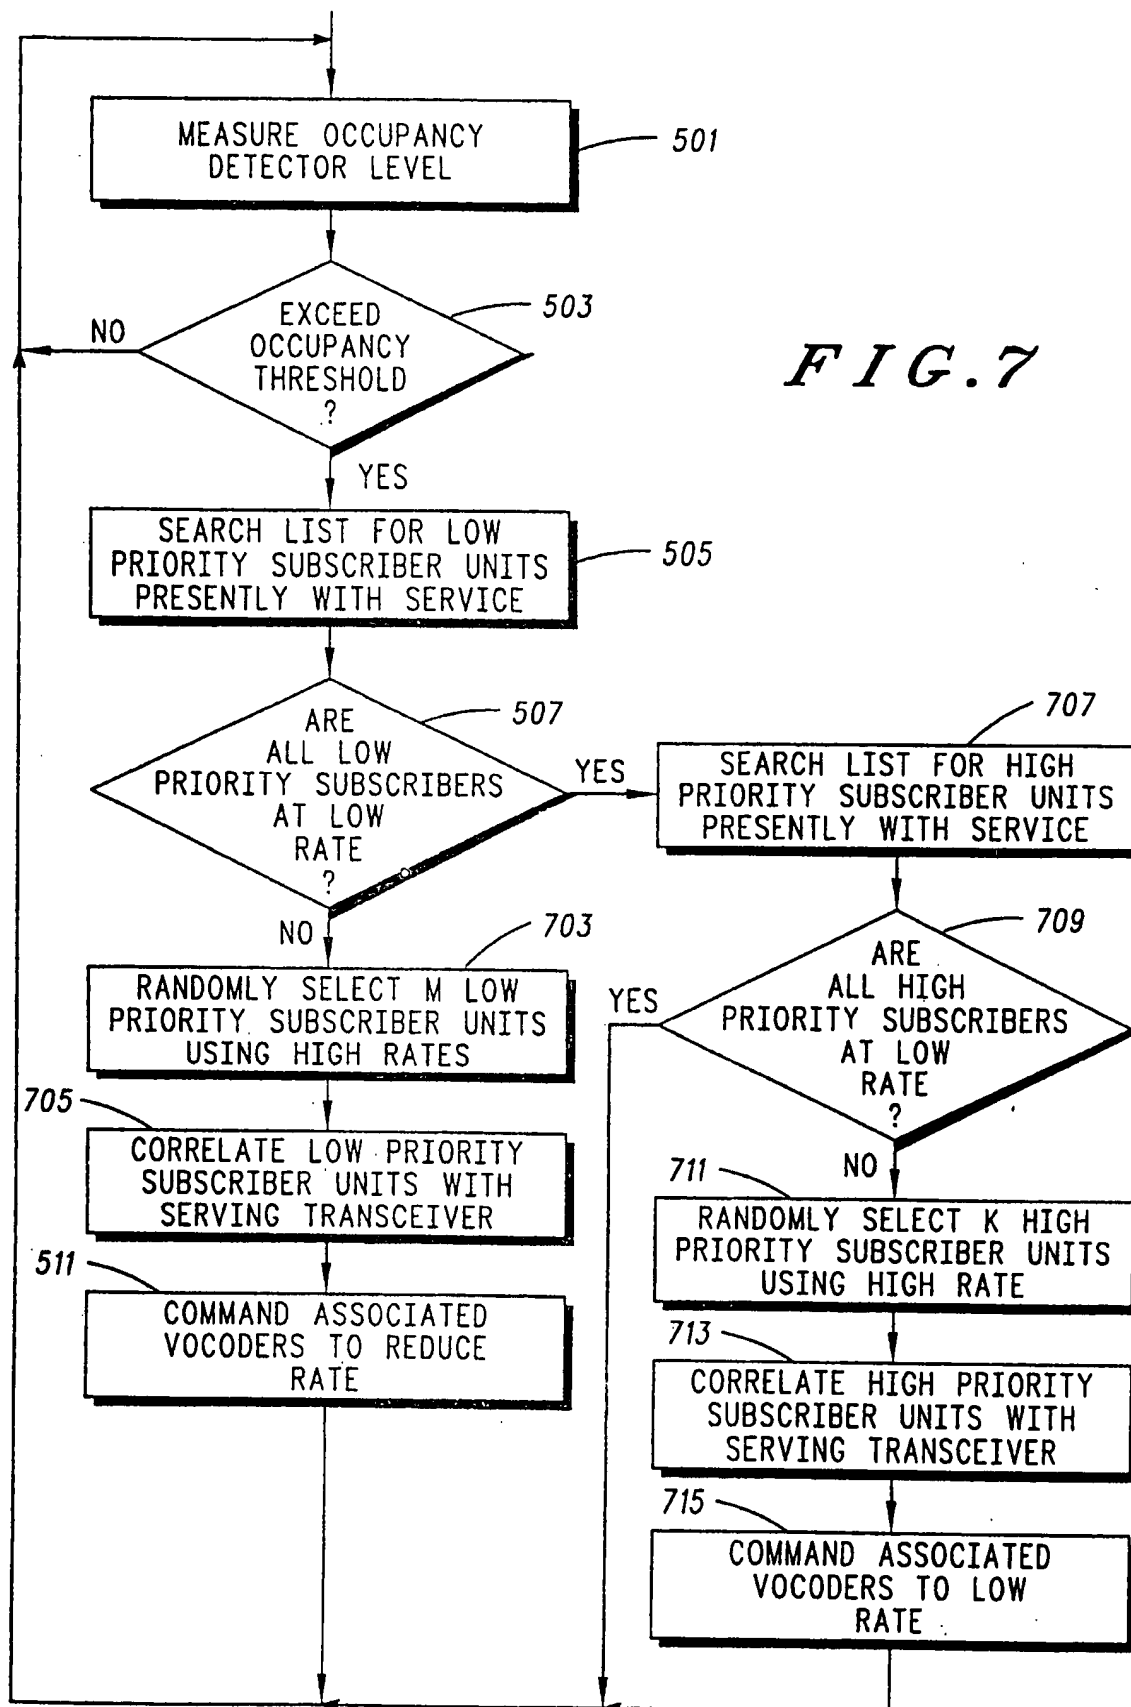 MEASURE OCCUPANCY
DETECTOR LEVEL
501
EXCEED
OCCUPANCY
THRESHOLD
?
503
NO
FIG.7
YES
SEARCH LIST FOR LOW
PRIORITY SUBSCRIBER UNITS
PRESENTLY WITH SERVICE
505
ARE
ALL LOW
PRIORITY SUBSCRIBERS
AT LOW
RATE
?
507
YES
707
SEARCH LIST FOR HIGH
PRIORITY SUBSCRIBER UNITS
PRESENTLY WITH SERVICE
NO
703
RANDOMLY SELECT M LOW
PRIORITY SUBSCRIBER UNITS
USING HIGH RATES
709
ARE
ALL HIGH
PRIORITY SUBSCRIBERS
AT LOW
RATE
?
YES
705
CORRELATE LOW PRIORITY
SUBSCRIBER UNITS WITH
SERVING TRANSCEIVER
NO
711
RANDOMLY SELECT K HIGH
PRIORITY SUBSCRIBER UNITS
USING HIGH RATE
511
COMMAND ASSOCIATED
VOCODERS TO REDUCE
RATE
713
CORRELATE HIGH PRIORITY
SUBSCRIBER UNITS WITH
SERVING TRANSCEIVER
715
COMMAND ASSOCIATED
VOCODERS TO LOW
RATE